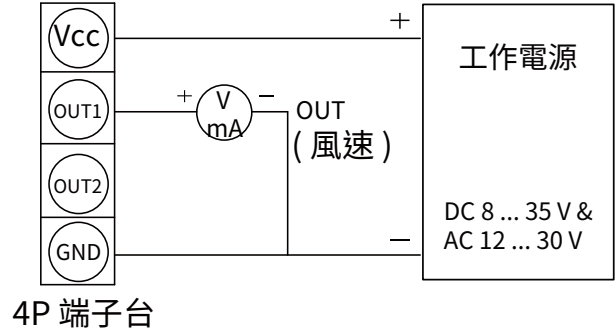 Vcc
+
工作電源
OUT1
+
V
mA
−
OUT
( 風速 )
OUT2
GND
−
DC 8 ... 35 V &
AC 12 ... 30 V
4P 端子台